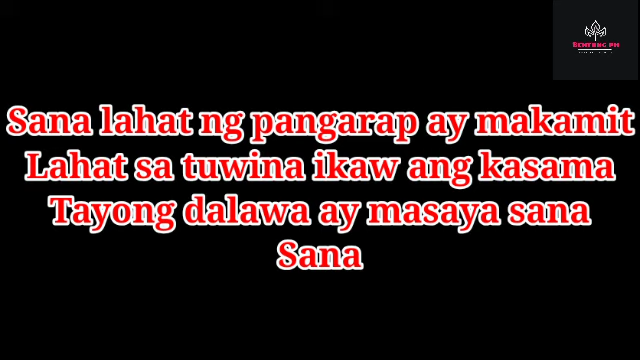 Sana lahat ng pangarap ay makamit
Lahat sa tuwina ikaw ang kasama
Tayong dalawa ay masaya sana
Sana